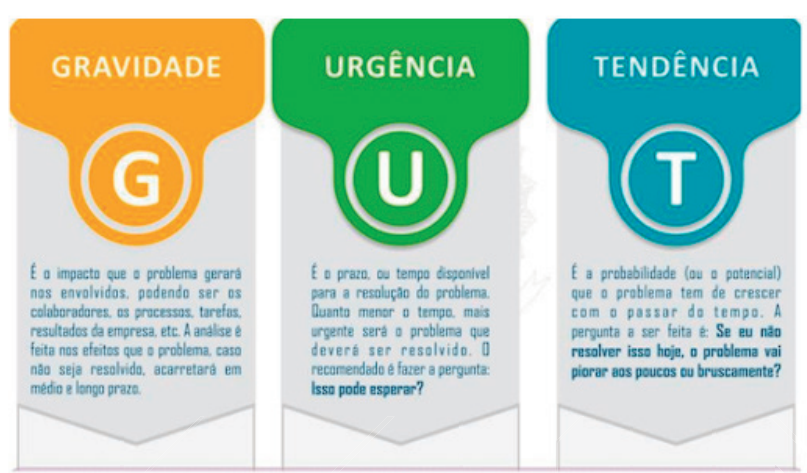 GRAVIDADE
G
É o impacto que o problema gerará
nos envolvidos, podendo ser os
colaboradores, os processos, tarefas,
resultados da empresa, etc. A análise é
feita nos efeitos que o problema, caso
não seja resolvido, acarretará em
médio e longo prazo.
URGÊNCIA
U
É o prazo, ou tempo disponível
para a resolução do problema.
Quanto menor o tempo, mais
urgente será o problema que
deverá ser resolvido. O
recomendado é fazer a pergunta:
Isso pode esperar?
TENDÊNCIA
T
É a probabilidade (ou o potencial)
que o problema tem de crescer
com o passar do tempo. A
pergunta a ser feita é: Se eu não
resolver isso hoje, o problema vai
piorar aos poucos ou bruscamente?